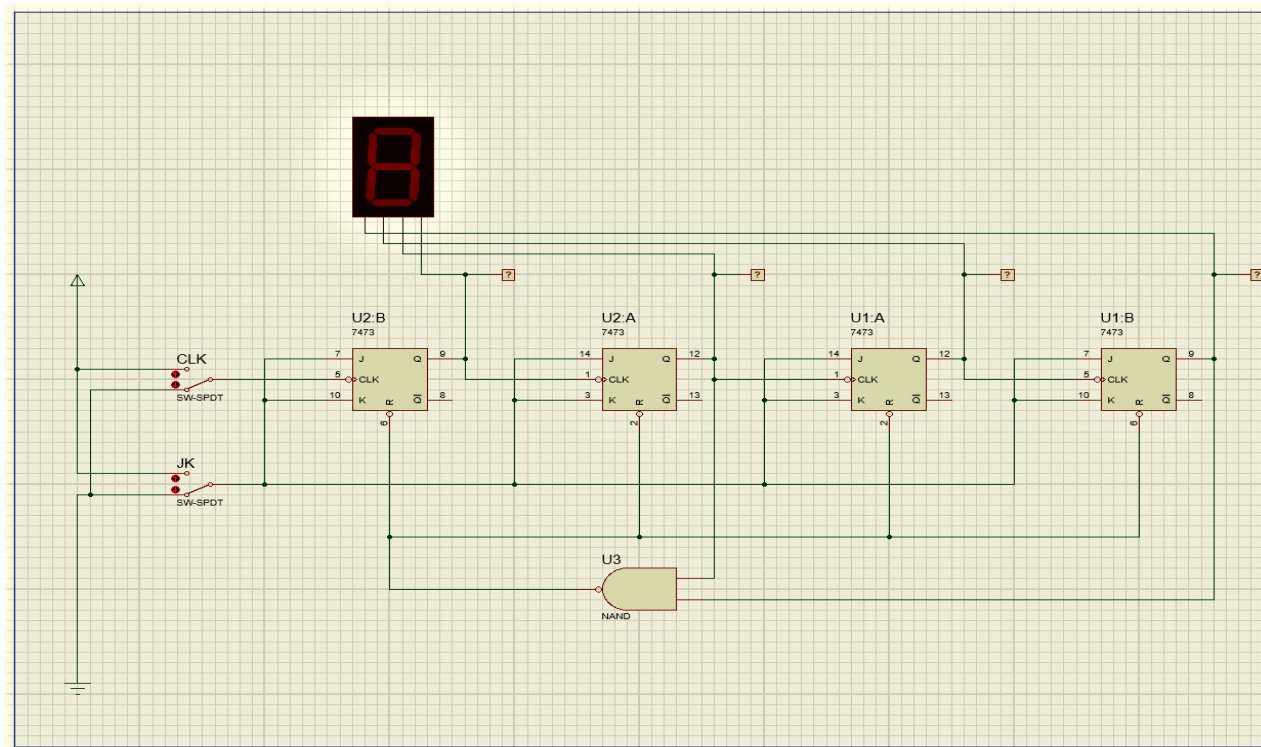 ? ? ? ?
U2:B U2:A U1:A U1:B
7473 7473 7473 7473
7 J Q 9 14 J Q 12 14 J Q 12 7 J Q 9
CLK
5 CLK 1 CLK 1 CLK 5 CLK
SW-SPDT
10 K R Q 8 3 K R Q 13 3 K R Q 13 10 K R Q 8
6 2 2 6
JK
SW-SPDT
U3
NAND